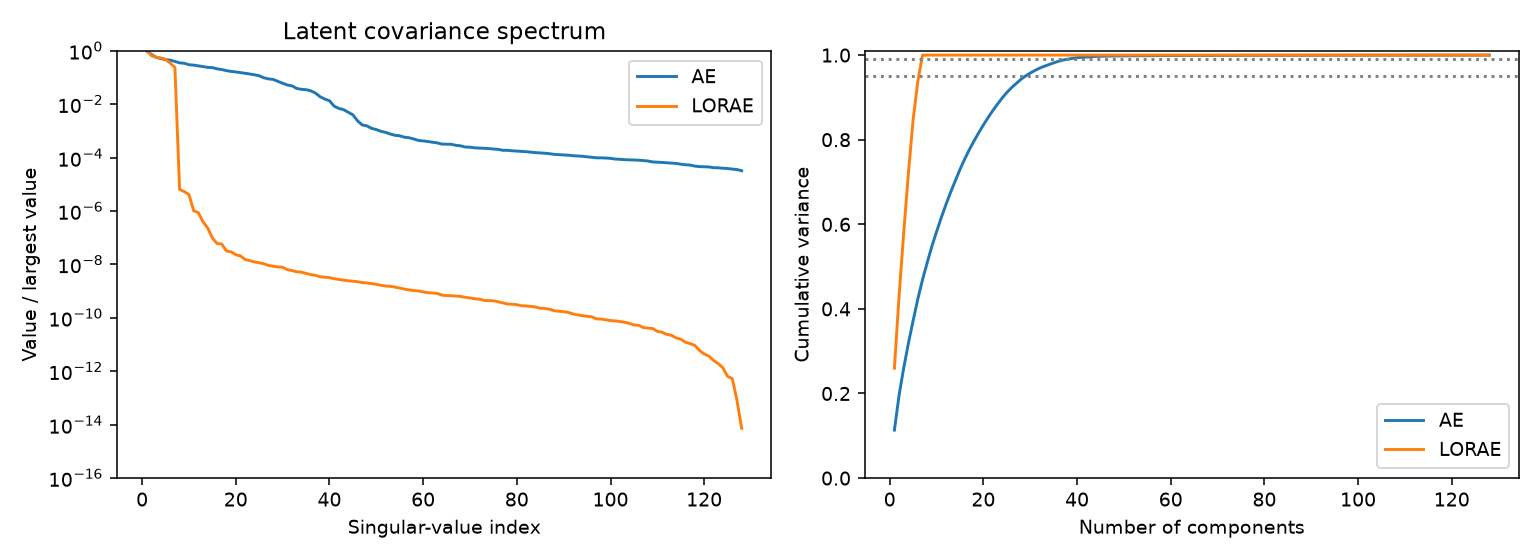 Latent covariance spectrum
10⁰
10⁻²
10⁻⁴
10⁻⁶
10⁻⁸
10⁻¹⁰
10⁻¹²
10⁻¹⁴
10⁻¹⁶
Value / largest value
0 20 40 60 80 100 120
Singular-value index
AE
LORAE
1.0
0.8
0.6
0.4
0.2
0.0
Cumulative variance
0 20 40 60 80 100 120
Number of components
AE
LORAE